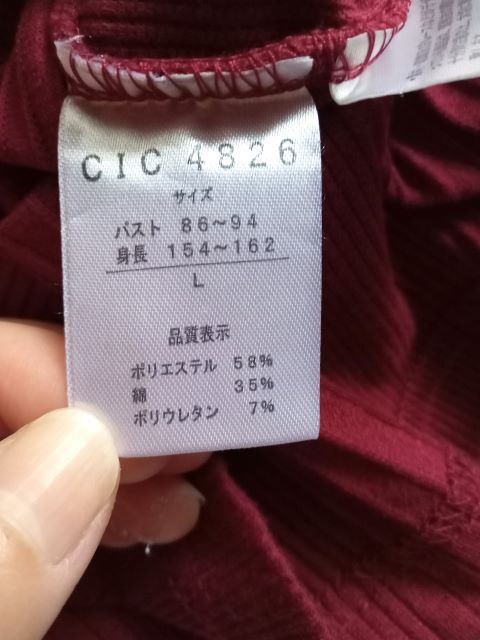 CIC 4826
サイズ
バスト 86～94
身長 154～162
L
品質表示
ポリエステル 58%
綿 35%
ポリウレタン 7%